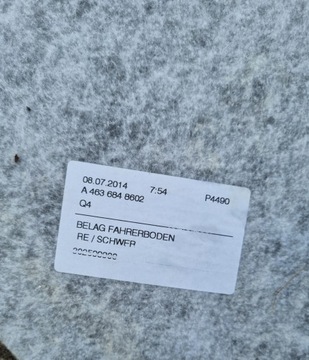 08.07.2014 7:54 P4490
A 463 684 8602
Q4
BELAG FAHRERBODEN
RE / SCHWER